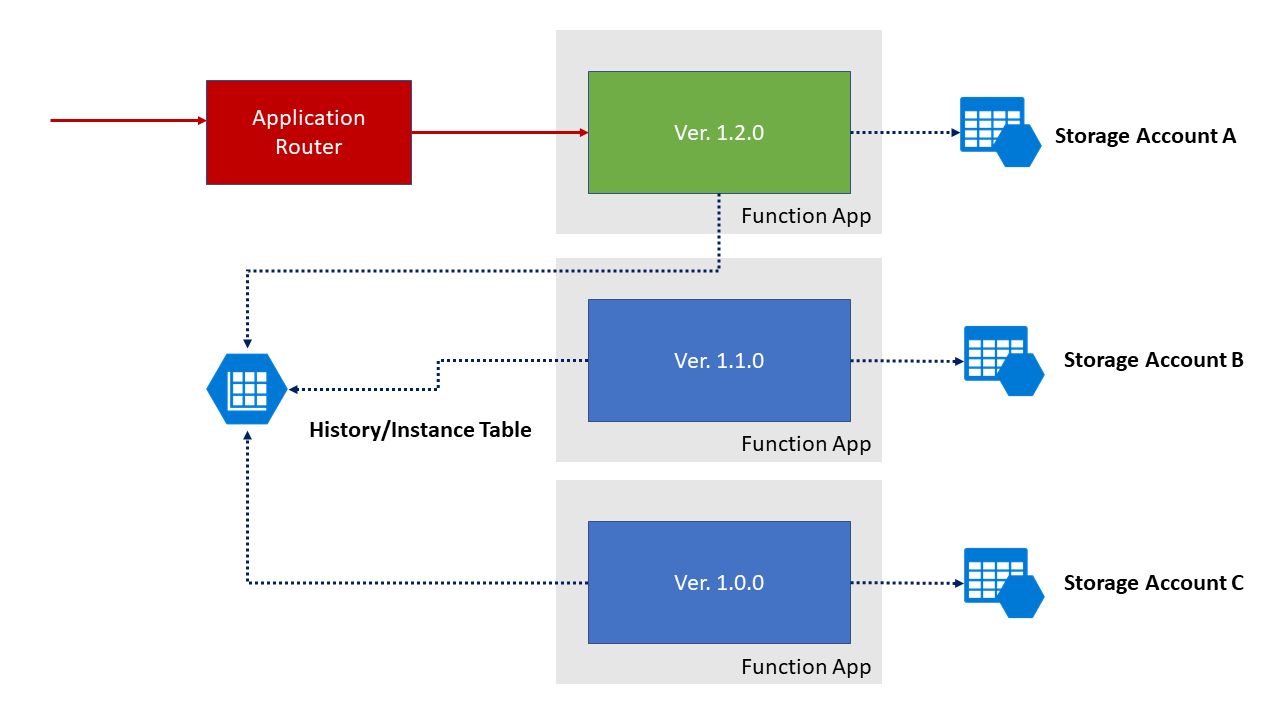 Application
Router
Ver. 1.2.0
Function App
Storage Account A
Ver. 1.1.0
Function App
Storage Account B
History/Instance Table
Ver. 1.0.0
Function App
Storage Account C